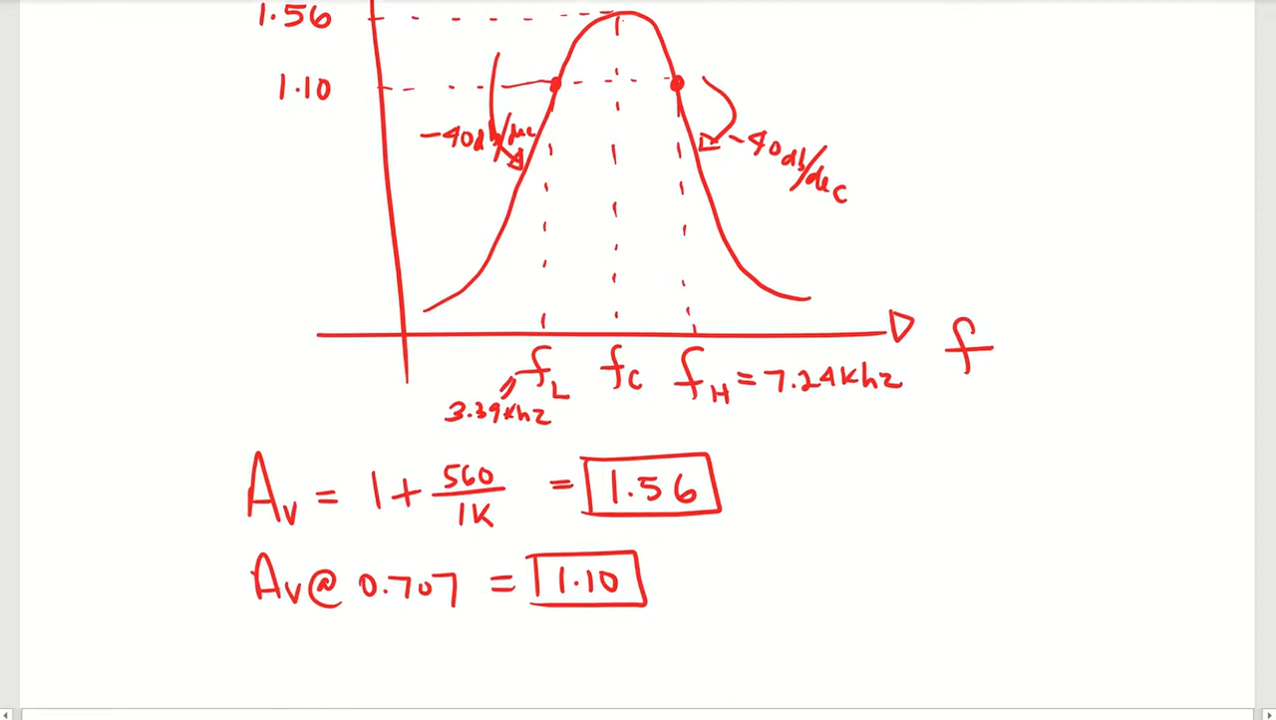 1.56
1.10
-40db/dec
-40db/dec
f
fL
fC
fH = 7.24Khz
3.39Khz
Av = 1 + 560/1K = 1.56
Av @ 0.707 = 1.10